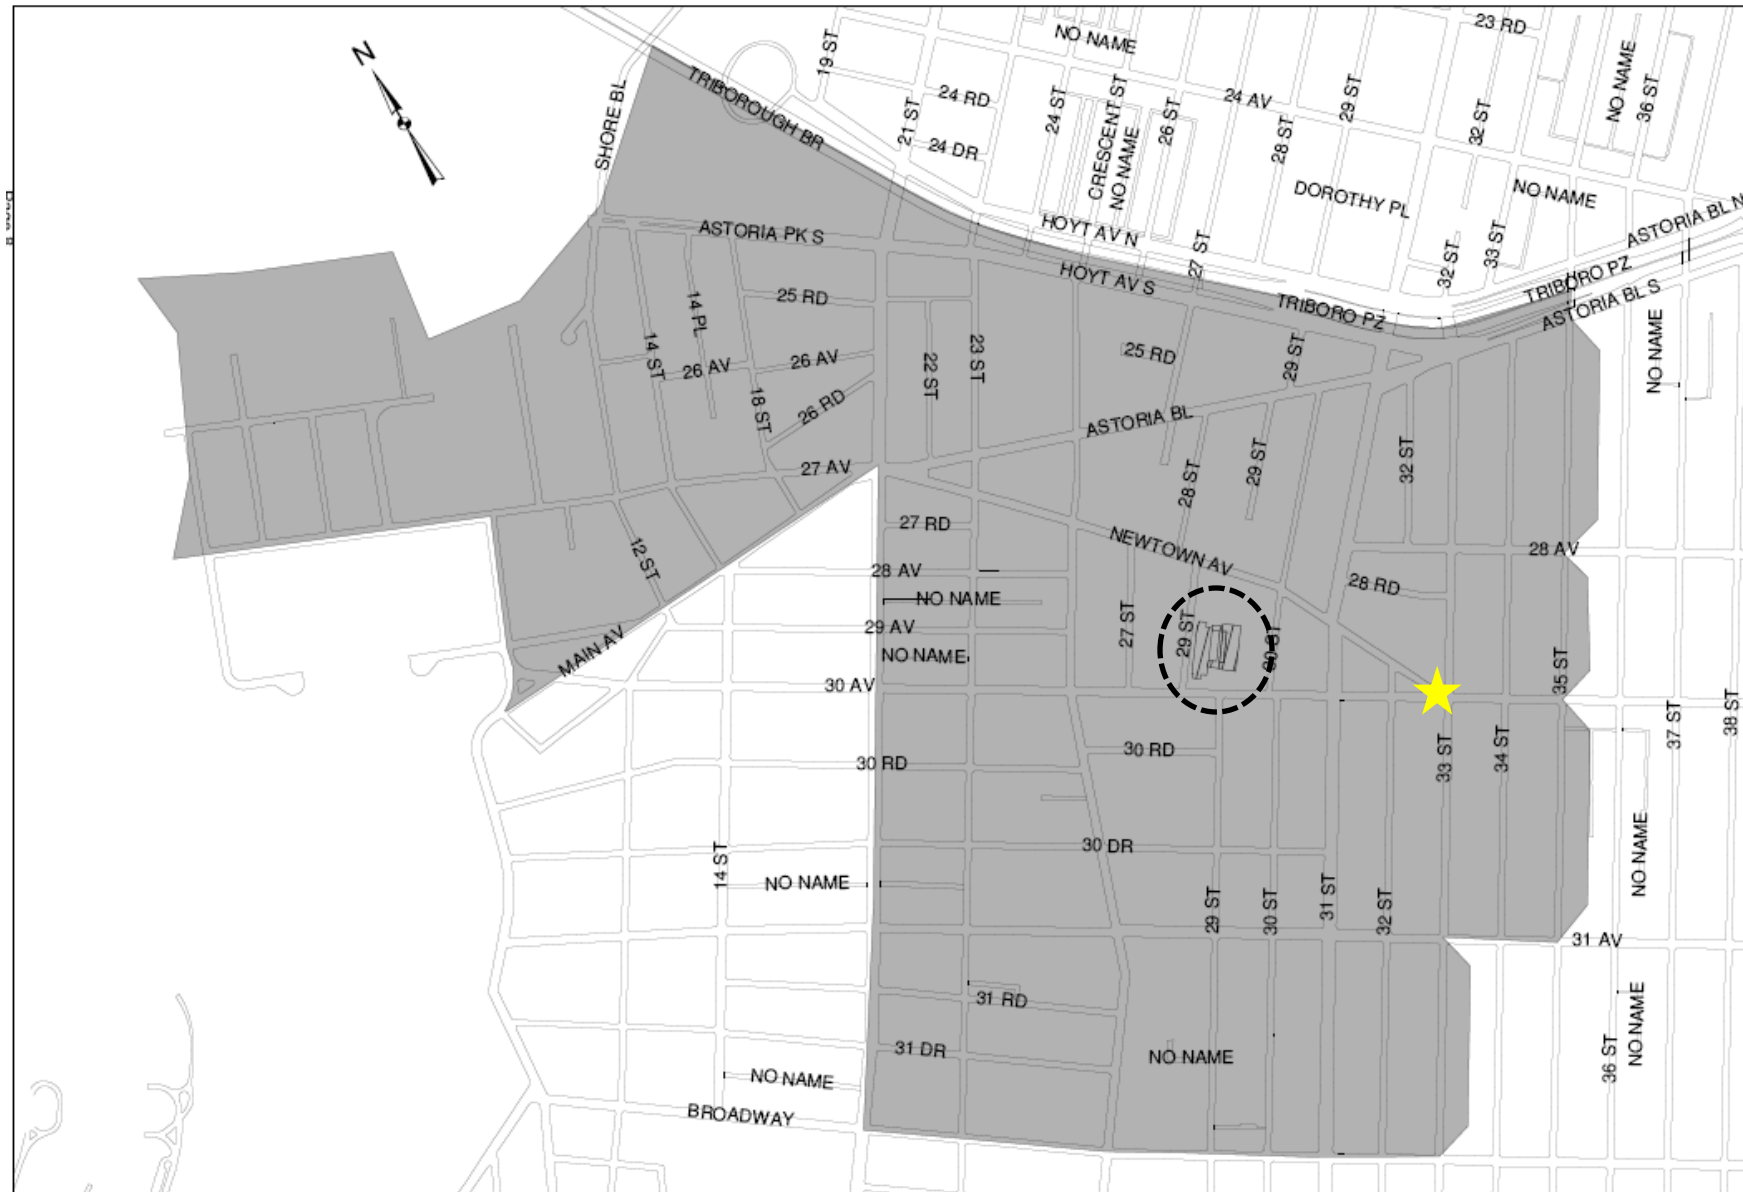 23 RD
NO NAME
19 ST
N
NO NAME
36 ST
TRIBOROUGH BR
24 RD
24 AV
29 ST
SHORE BL
21 ST
24 ST
CRESCENT ST
NO NAME
26 ST
28 ST
32 ST
24 DR
DOROTHY PL
NO NAME
ASTORIA BL N
ASTORIA PK S
HOYT AV N
27 ST
32 ST
33 ST
HOYT AV S
TRIBORO PZ
TRIBORO PZ
ASTORIA BL S
25 RD
14 PL
14 ST
26 AV
26 AV
22 ST
23 ST
25 RD
29 ST
NO NAME
18 ST
26 RD
ASTORIA BL
27 AV
28 ST
29 ST
32 ST
27 RD
NEWTOWN AV
28 AV
12 ST
28 AV
28 RD
NO NAME
27 ST
29 ST
30 ST
29 AV
MAIN AV
NO NAME
30 AV
35 ST
30 RD
30 RD
33 ST
34 ST
37 ST
38 ST
14 ST
30 DR
NO NAME
NO NAME
29 ST
30 ST
31 ST
32 ST
31 AV
31 RD
31 DR
NO NAME
36 ST
NO NAME
NO NAME
BROADWAY